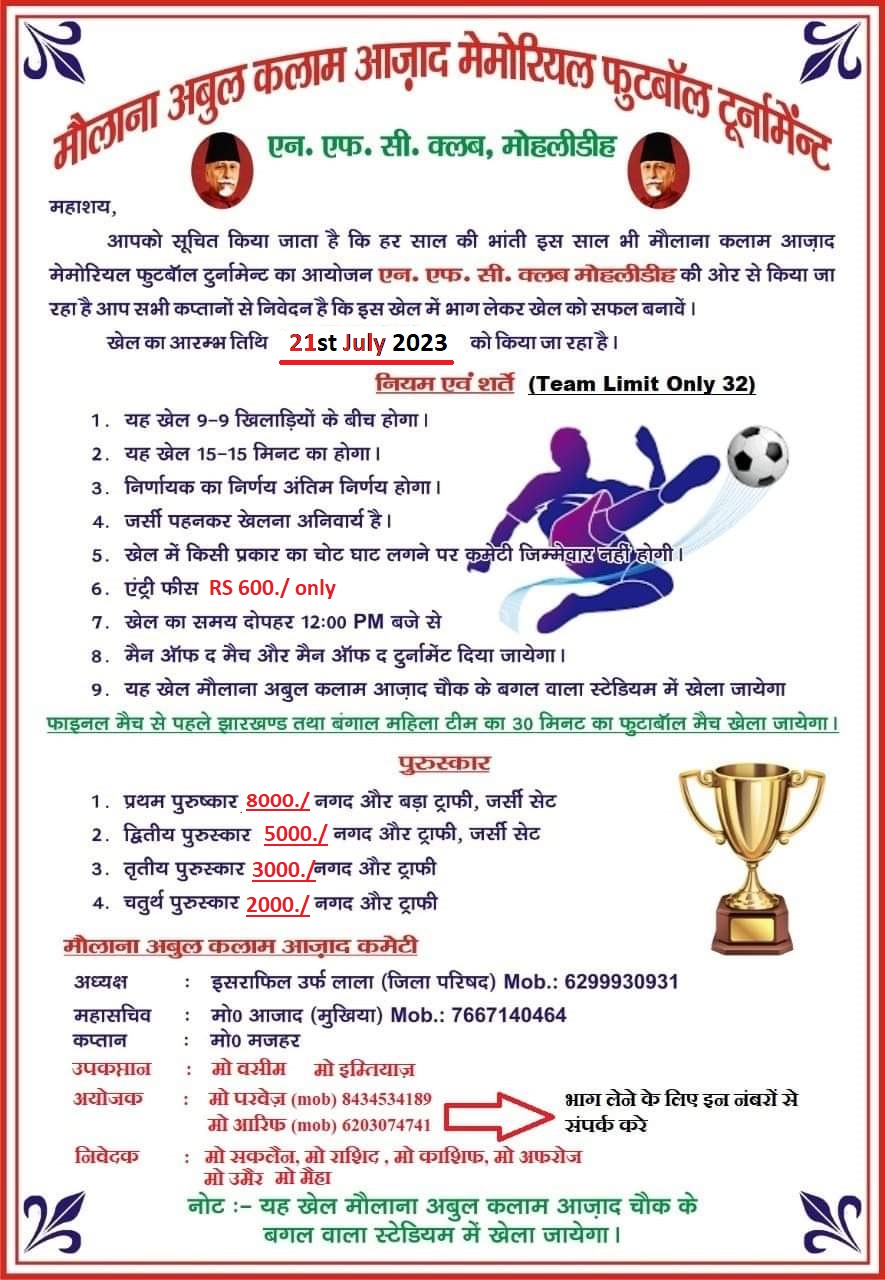 मौलाना अबुल कलाम आज़ाद मेमोरियल फुटबॉल टूर्नामेंन्ट
एन. एफ. सी. क्लब, मोहलीडीह
महाशय,
आपको सूचित किया जाता है कि हर साल की भांती इस साल भी मौलाना कलाम आज़ाद
मेमोरियल फुटबॉल टुर्नामेन्ट का आयोजन एन. एफ. सी. क्लब मोहलीडीह की ओर से किया जा
रहा है आप सभी कप्तानों से निवेदन है कि इस खेल में भाग लेकर खेल को सफल बनावें ।
खेल का आरम्भ तिथि 21st July 2023 को किया जा रहा है ।
नियम एवं शर्ते (Team Limit Only 32)
1. यह खेल 9-9 खिलाड़ियों के बीच होगा ।
2. यह खेल 15-15 मिनट का होगा ।
3. निर्णायक का निर्णय अंतिम निर्णय होगा ।
4. जर्सी पहनकर खेलना अनिवार्य है ।
5. खेल में किसी प्रकार का चोट घाट लगने पर कमेटी जिम्मेवार नहीं होगी ।
6. एंट्री फीस RS 600./ only
7. खेल का समय दोपहर 12:00 PM बजे से
8. मैन ऑफ द मैच और मैन ऑफ द टुर्नामेंट दिया जायेगा ।
9. यह खेल मौलाना अबुल कलाम आज़ाद चौक के बगल वाला स्टेडियम में खेला जायेगा
फाइनल मैच से पहले झारखण्ड तथा बंगाल महिला टीम का 30 मिनट का फुटाबॉल मैच खेला जायेगा ।
पुरुस्कार
1. प्रथम पुरुष्कार 8000./ नगद और बड़ा ट्राफी, जर्सी सेट
2. द्वितीय पुरुस्कार 5000./ नगद और ट्राफी, जर्सी सेट
3. तृतीय पुरुस्कार 3000./नगद और ट्राफी
4. चतुर्थ पुरुस्कार 2000./ नगद और ट्राफी
मौलाना अबुल कलाम आज़ाद कमेटी
अध्यक्ष : इसराफिल उर्फ लाला (जिला परिषद) Mob.: 6299930931
महासचिव : मो0 आजाद (मुखिया) Mob.: 7667140464
कप्तान : मो0 मजहर
उपकप्तान : मो वसीम मो इम्तियाज़
अयोजक : मो परवेज़ (mob) 8434534189
मो आरिफ (mob) 6203074741
भाग लेने के लिए इन नंबरों से
संपर्क करे
निवेदक : मो सकलैन, मो राशिद , मो काशिफ, मो अफरोज
मो उमैर मो मैहा
नोट :- यह खेल मौलाना अबुल कलाम आज़ाद चौक के
बगल वाला स्टेडियम में खेला जायेगा ।